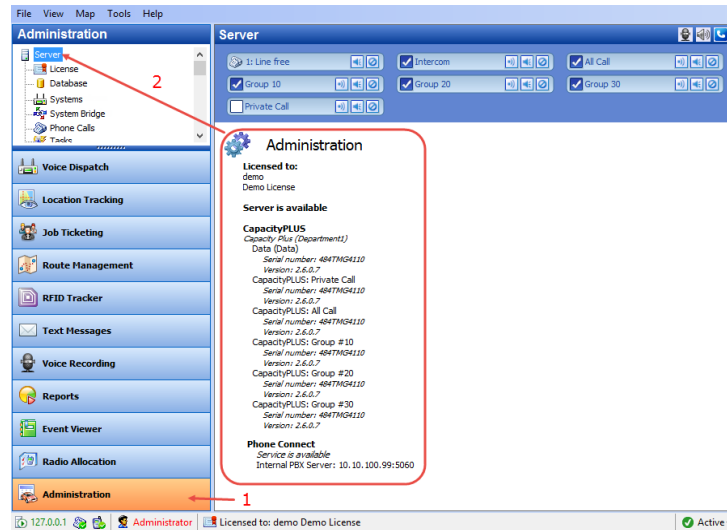 File View Map Tools Help
Administration
Server
License
Database
Systems
System Bridge
Phone Calls
Tasks
2
Voice Dispatch
Location Tracking
Job Ticketing
Route Management
RFID Tracker
Text Messages
Voice Recording
Reports
Event Viewer
Radio Allocation
Administration
1
Server
1: Line free
Intercom
All Call
Group 10
Group 20
Group 30
Private Call
Administration
Licensed to:
demo
Demo License
Server is available
CapacityPLUS
Capacity Plus (Department1)
Data (Data)
Serial number: 484TMG4110
Version: 2.6.0.7
CapacityPLUS: Private Call
Serial number: 484TMG4110
Version: 2.6.0.7
CapacityPLUS: All Call
Serial number: 484TMG4110
Version: 2.6.0.7
CapacityPLUS: Group #10
Serial number: 484TMG4110
Version: 2.6.0.7
CapacityPLUS: Group #20
Serial number: 484TMG4110
Version: 2.6.0.7
CapacityPLUS: Group #30
Serial number: 484TMG4110
Version: 2.6.0.7
Phone Connect
Service is available
Internal PBX Server: 10.10.100.99:5060
127.0.0.1 Administrator Licensed to: demo Demo License Active